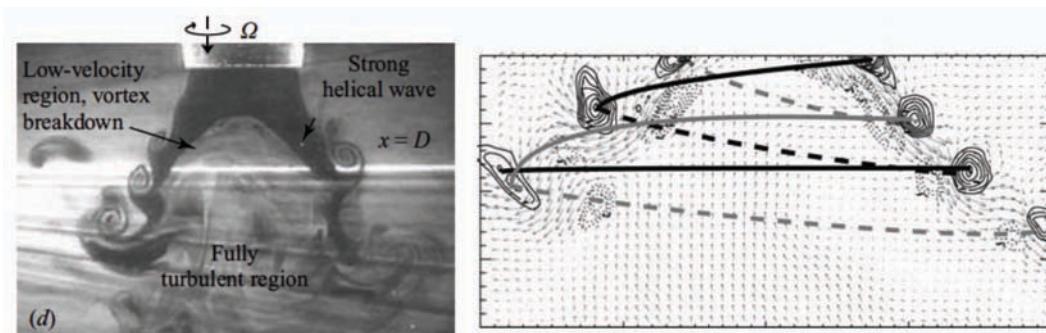 Ω
Low-velocity
region, vortex
breakdown
Strong
helical wave
x = D
Fully
turbulent region
(d)